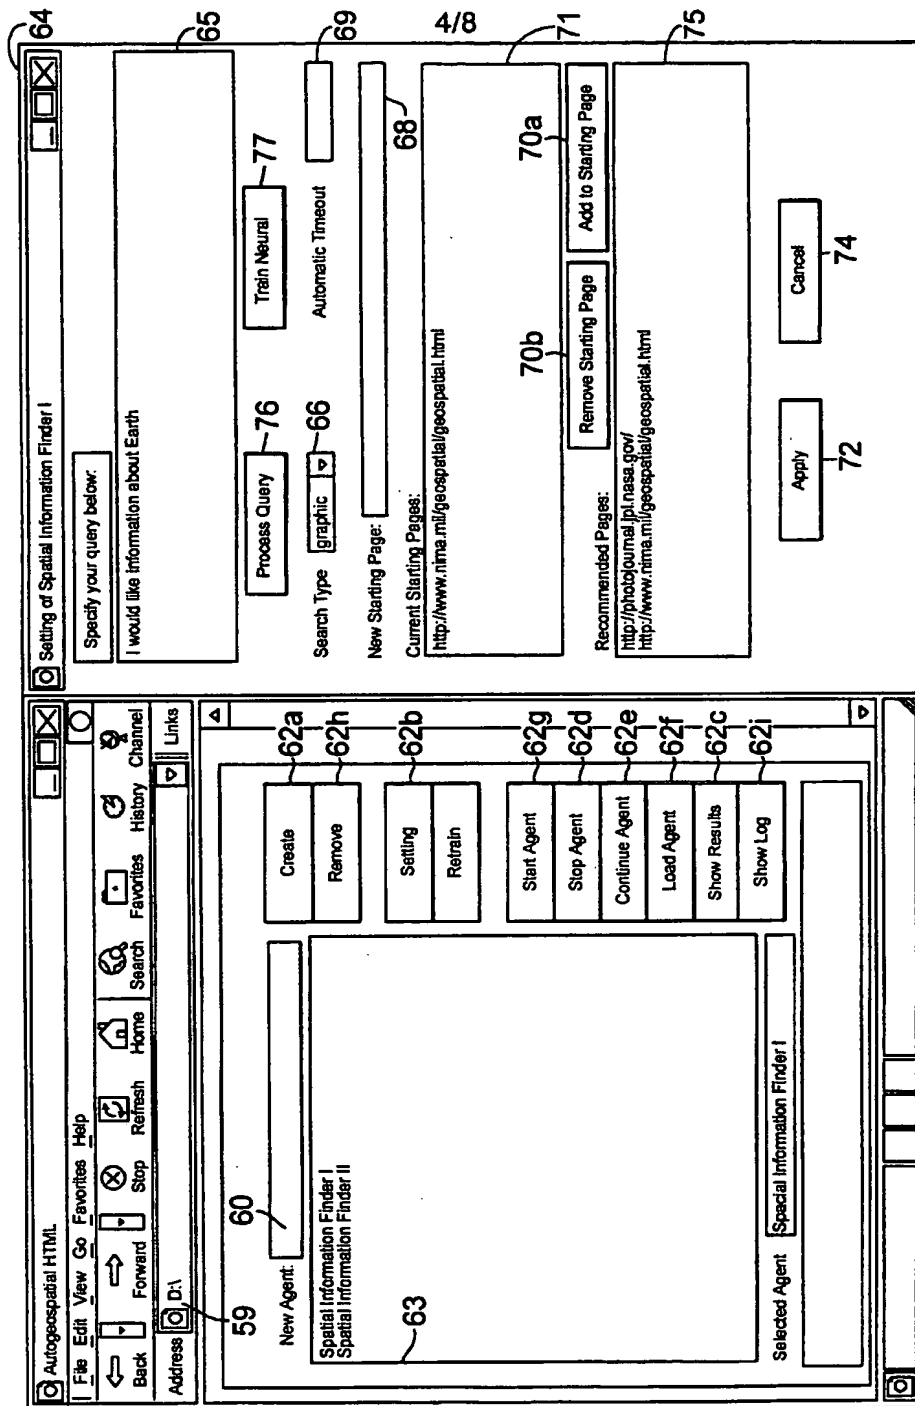 4/8
Autogeospatial HTML
File Edit View Go Favorites Help
Back Forward Stop Refresh Home Search Favorites History Channel
Address D:\ Links
59
New Agent:
60
Create
62a
Remove
62h
Spatial Information Finder I
Spatial Information Finder II
63
Setting
62b
Retrain
Start Agent
62g
Stop Agent
62d
Continue Agent
62e
Load Agent
62f
Show Results
62c
Show Log
62i
Selected Agent Spacial Information Finder I
64
Setting of Spatial Information Finder I
Specify your query below:
65
I would like information about Earth
Process Query
76
Train Neural
77
Search Type graphic
66
Automatic Timeout
69
New Starting Page:
68
Current Starting Pages:
71
http://www.nima.mil/geospatial/geospatial.html
70b
70a
Remove Starting Page
Add to Starting Page
Recommended Pages:
75
http://photojournal.jpl.nasa.gov/
http://www.nima.mil/geospatial/geospatial.html
Apply
72
Cancel
74